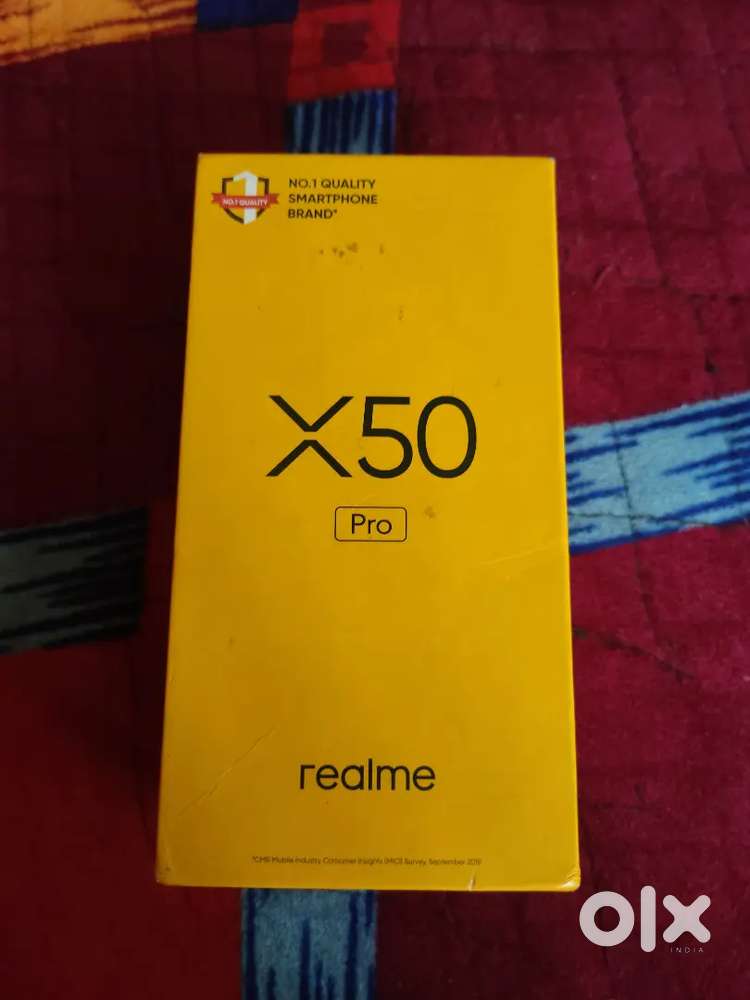 1
NO.1 QUALITY
NO.1 QUALITY
SMARTPHONE
BRAND*
X50
Pro
realme
*CMR Mobile Industry Consumer Insights (MICI) Survey, September 2019
olx
INDIA